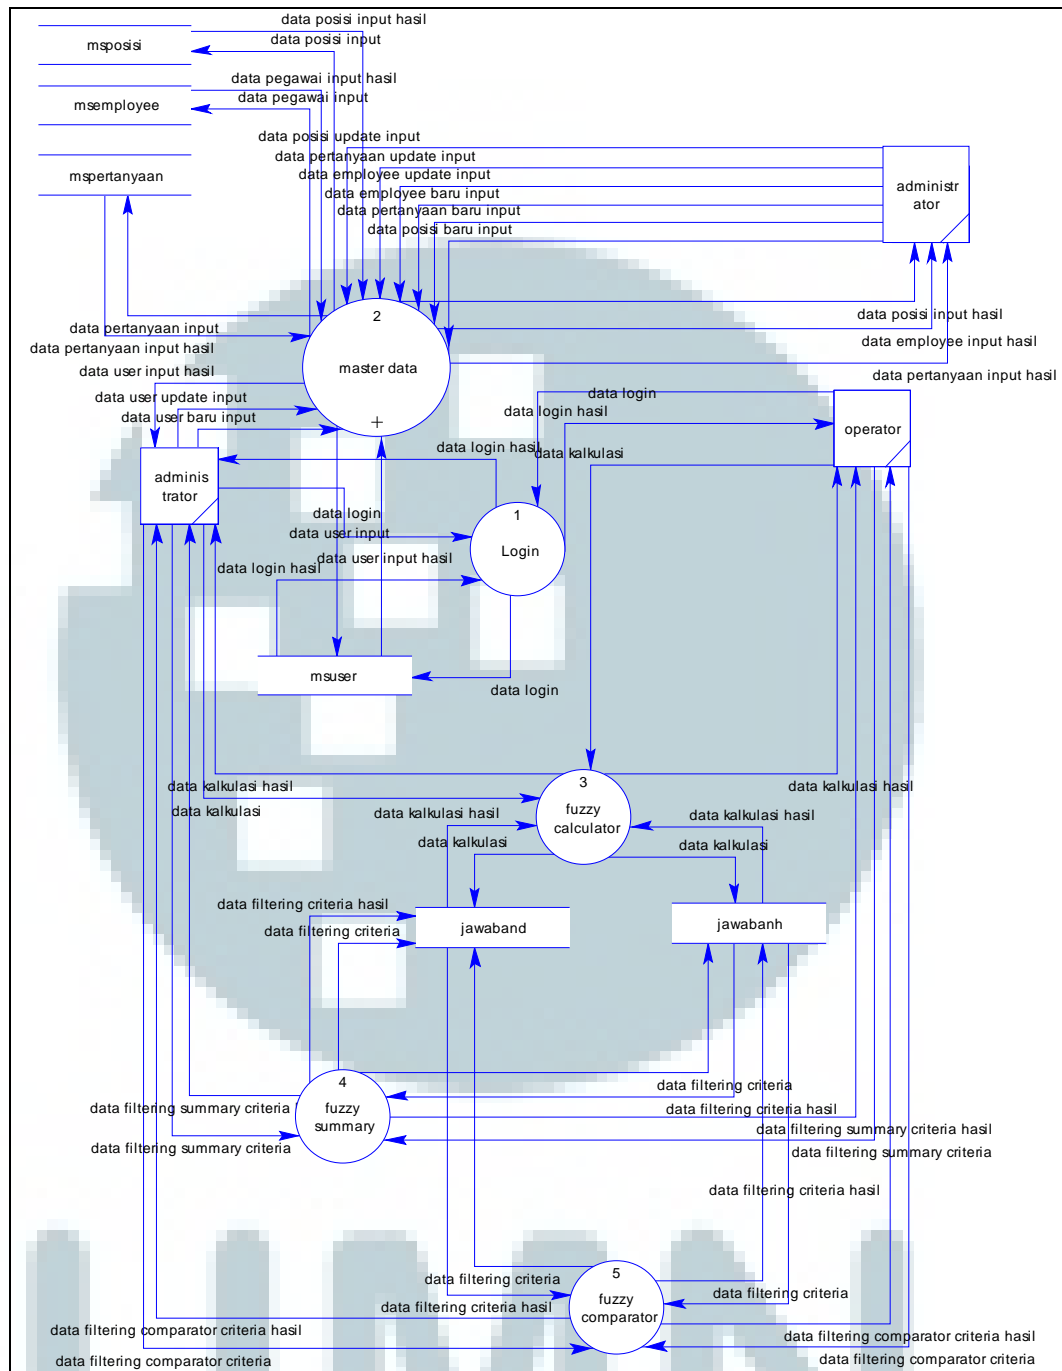 data posisi input hasil
msposisi
data posisi input
data pegawai input hasil
msemployee
data pegawai input
data posisi update input
data pertanyaan update input
mspertanyaan
data employee update input
data employee baru input
data pertanyaan baru input
data posisi baru input
administr
ator
2
master data
+
data posisi input hasil
data employee input hasil
data pertanyaan input hasil
data pertanyaan input
data pertanyaan input hasil
data user input hasil
data user update input
data user baru input
data login
data login hasil
operator
data login hasil
data kalkulasi
adminis
trator
data login
data user input
data user input hasil
1
Login
data login hasil
msuser
data login
data kalkulasi hasil
data kalkulasi
3
fuzzy
calculator
data kalkulasi hasil
data kalkulasi hasil
data kalkulasi
data kalkulasi hasil
data kalkulasi
data filtering criteria hasil
data filtering criteria
jawaband
jawabanh
4
fuzzy
summary
data filtering criteria
data filtering criteria hasil
data filtering summary criteria
data filtering summary criteria
data filtering summary criteria hasil
data filtering summary criteria
data filtering criteria hasil
5
fuzzy
comparator
data filtering criteria
data filtering criteria hasil
data filtering criteria
data filtering comparator criteria hasil
data filtering comparator criteria
data filtering comparator criteria hasil
data filtering comparator criteria